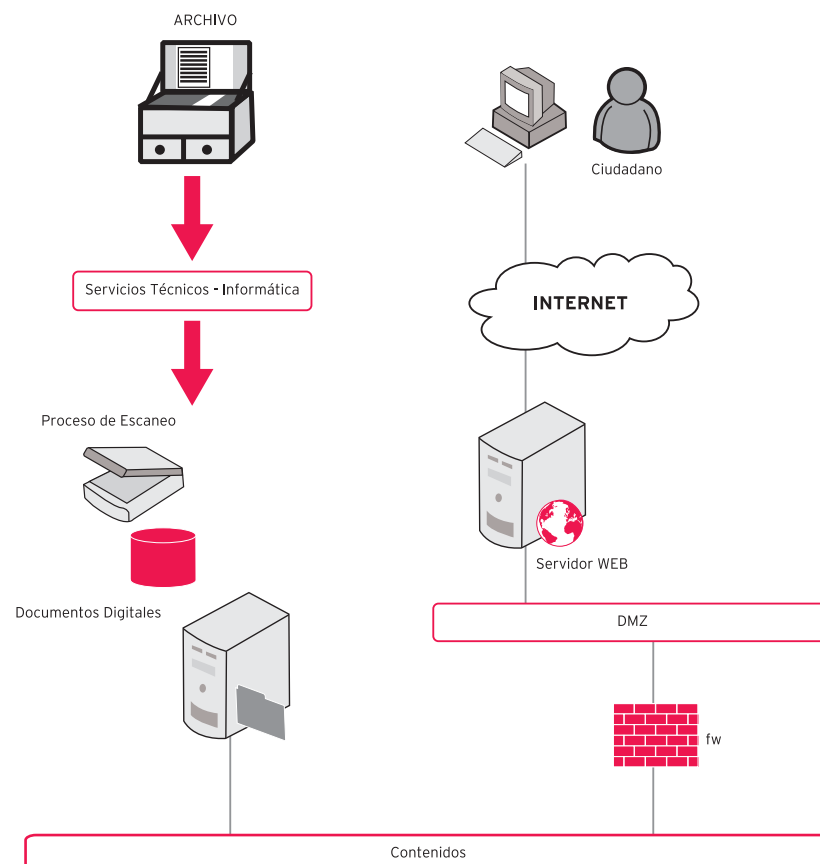 ARCHIVO
Ciudadano
Servicios Técnicos - Informática
INTERNET
Proceso de Escaneo
Servidor WEB
Documentos Digitales
DMZ
fw
Contenidos